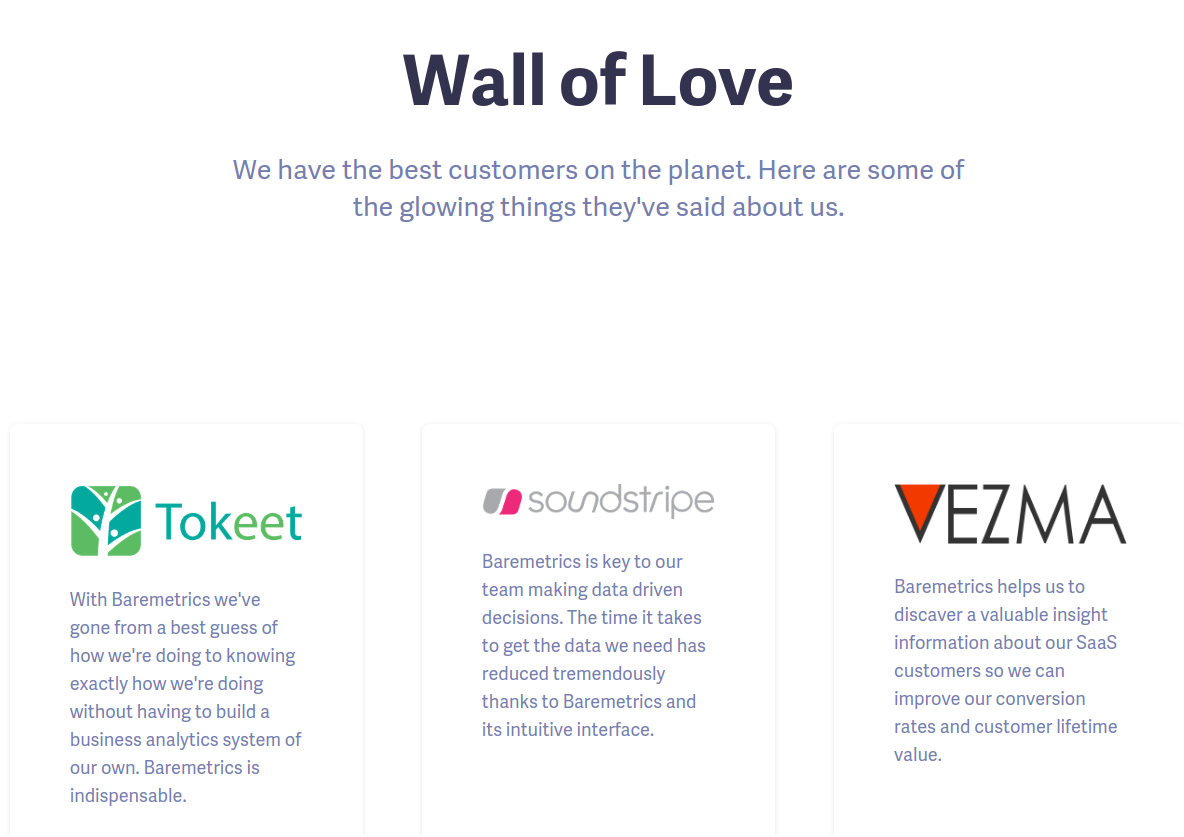 Wall of Love
We have the best customers on the planet. Here are some of
the glowing things they've said about us.
Tokeet
With Baremetrics we've
gone from a best guess of
how we're doing to knowing
exactly how we're doing
without having to build a
business analytics system of
our own. Baremetrics is
indispensable.
soundstripe
Baremetrics is key to our
team making data driven
decisions. The time it takes
to get the data we need has
reduced tremendously
thanks to Baremetrics and
its intuitive interface.
VEZMA
Baremetrics helps us to
discaver a valuable insight
information about our SaaS
customers so we can
improve our conversion
rates and customer lifetime
value.